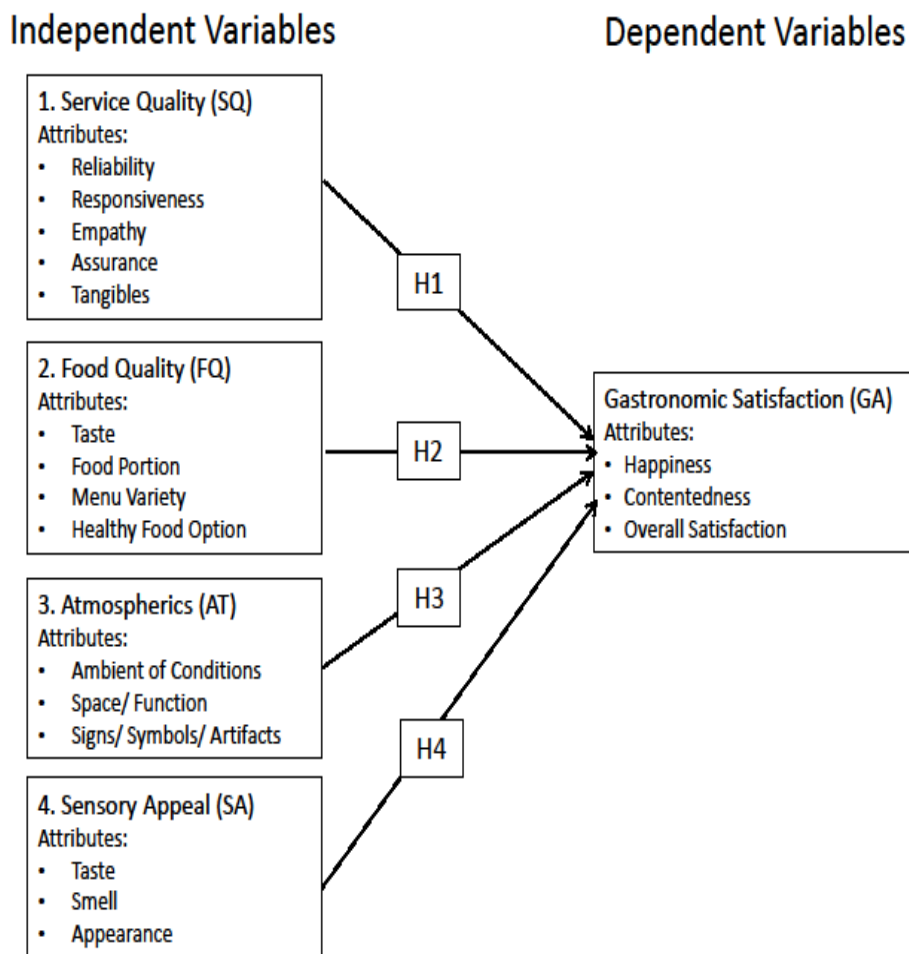 Independent Variables
Dependent Variables
1. Service Quality (SQ)
Attributes:
• Reliability
• Responsiveness
• Empathy
• Assurance
• Tangibles
H1
2. Food Quality (FQ)
Attributes:
• Taste
• Food Portion
• Menu Variety
• Healthy Food Option
H2
Gastronomic Satisfaction (GA)
Attributes:
• Happiness
• Contentedness
• Overall Satisfaction
3. Atmospherics (AT)
Attributes:
• Ambient of Conditions
• Space/ Function
• Signs/ Symbols/ Artifacts
H3
4. Sensory Appeal (SA)
Attributes:
• Taste
• Smell
• Appearance
H4